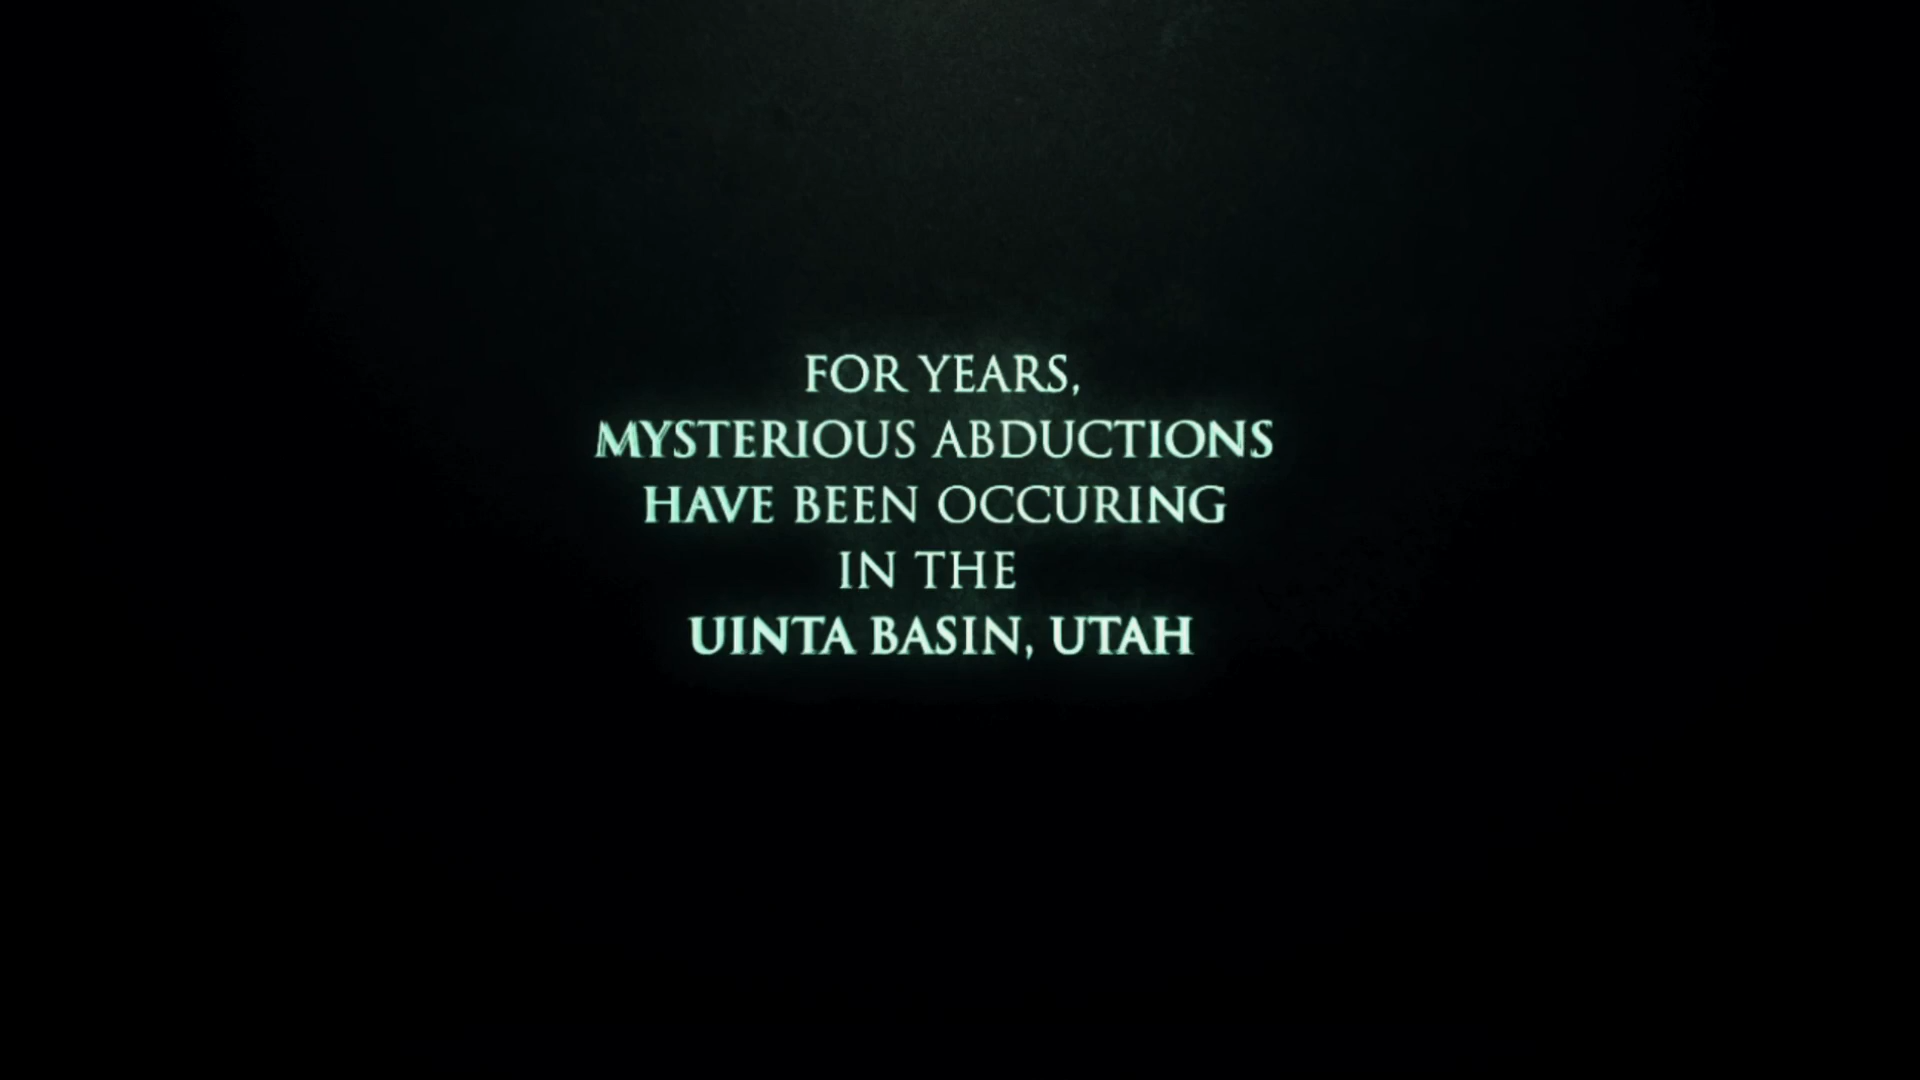 FOR YEARS,
MYSTERIOUS ABDUCTIONS
HAVE BEEN OCCURING
IN THE
UINTA BASIN, UTAH